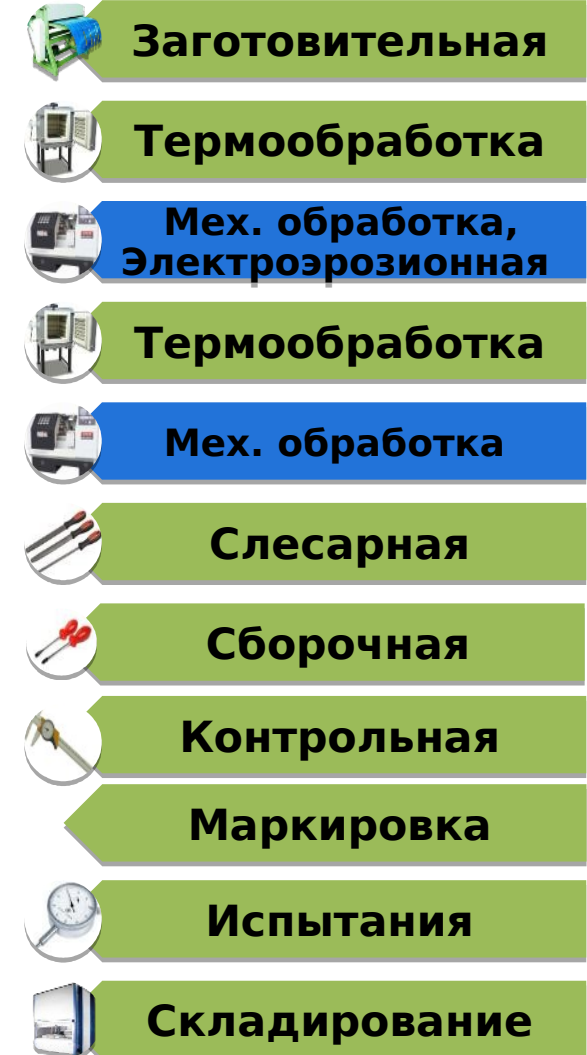 Заготовительная
Термообработка
Мех. обработка,
Электроэрозионная
Термообработка
Мех. обработка
Слесарная
Сборочная
Контрольная
Маркировка
Испытания
Складирование